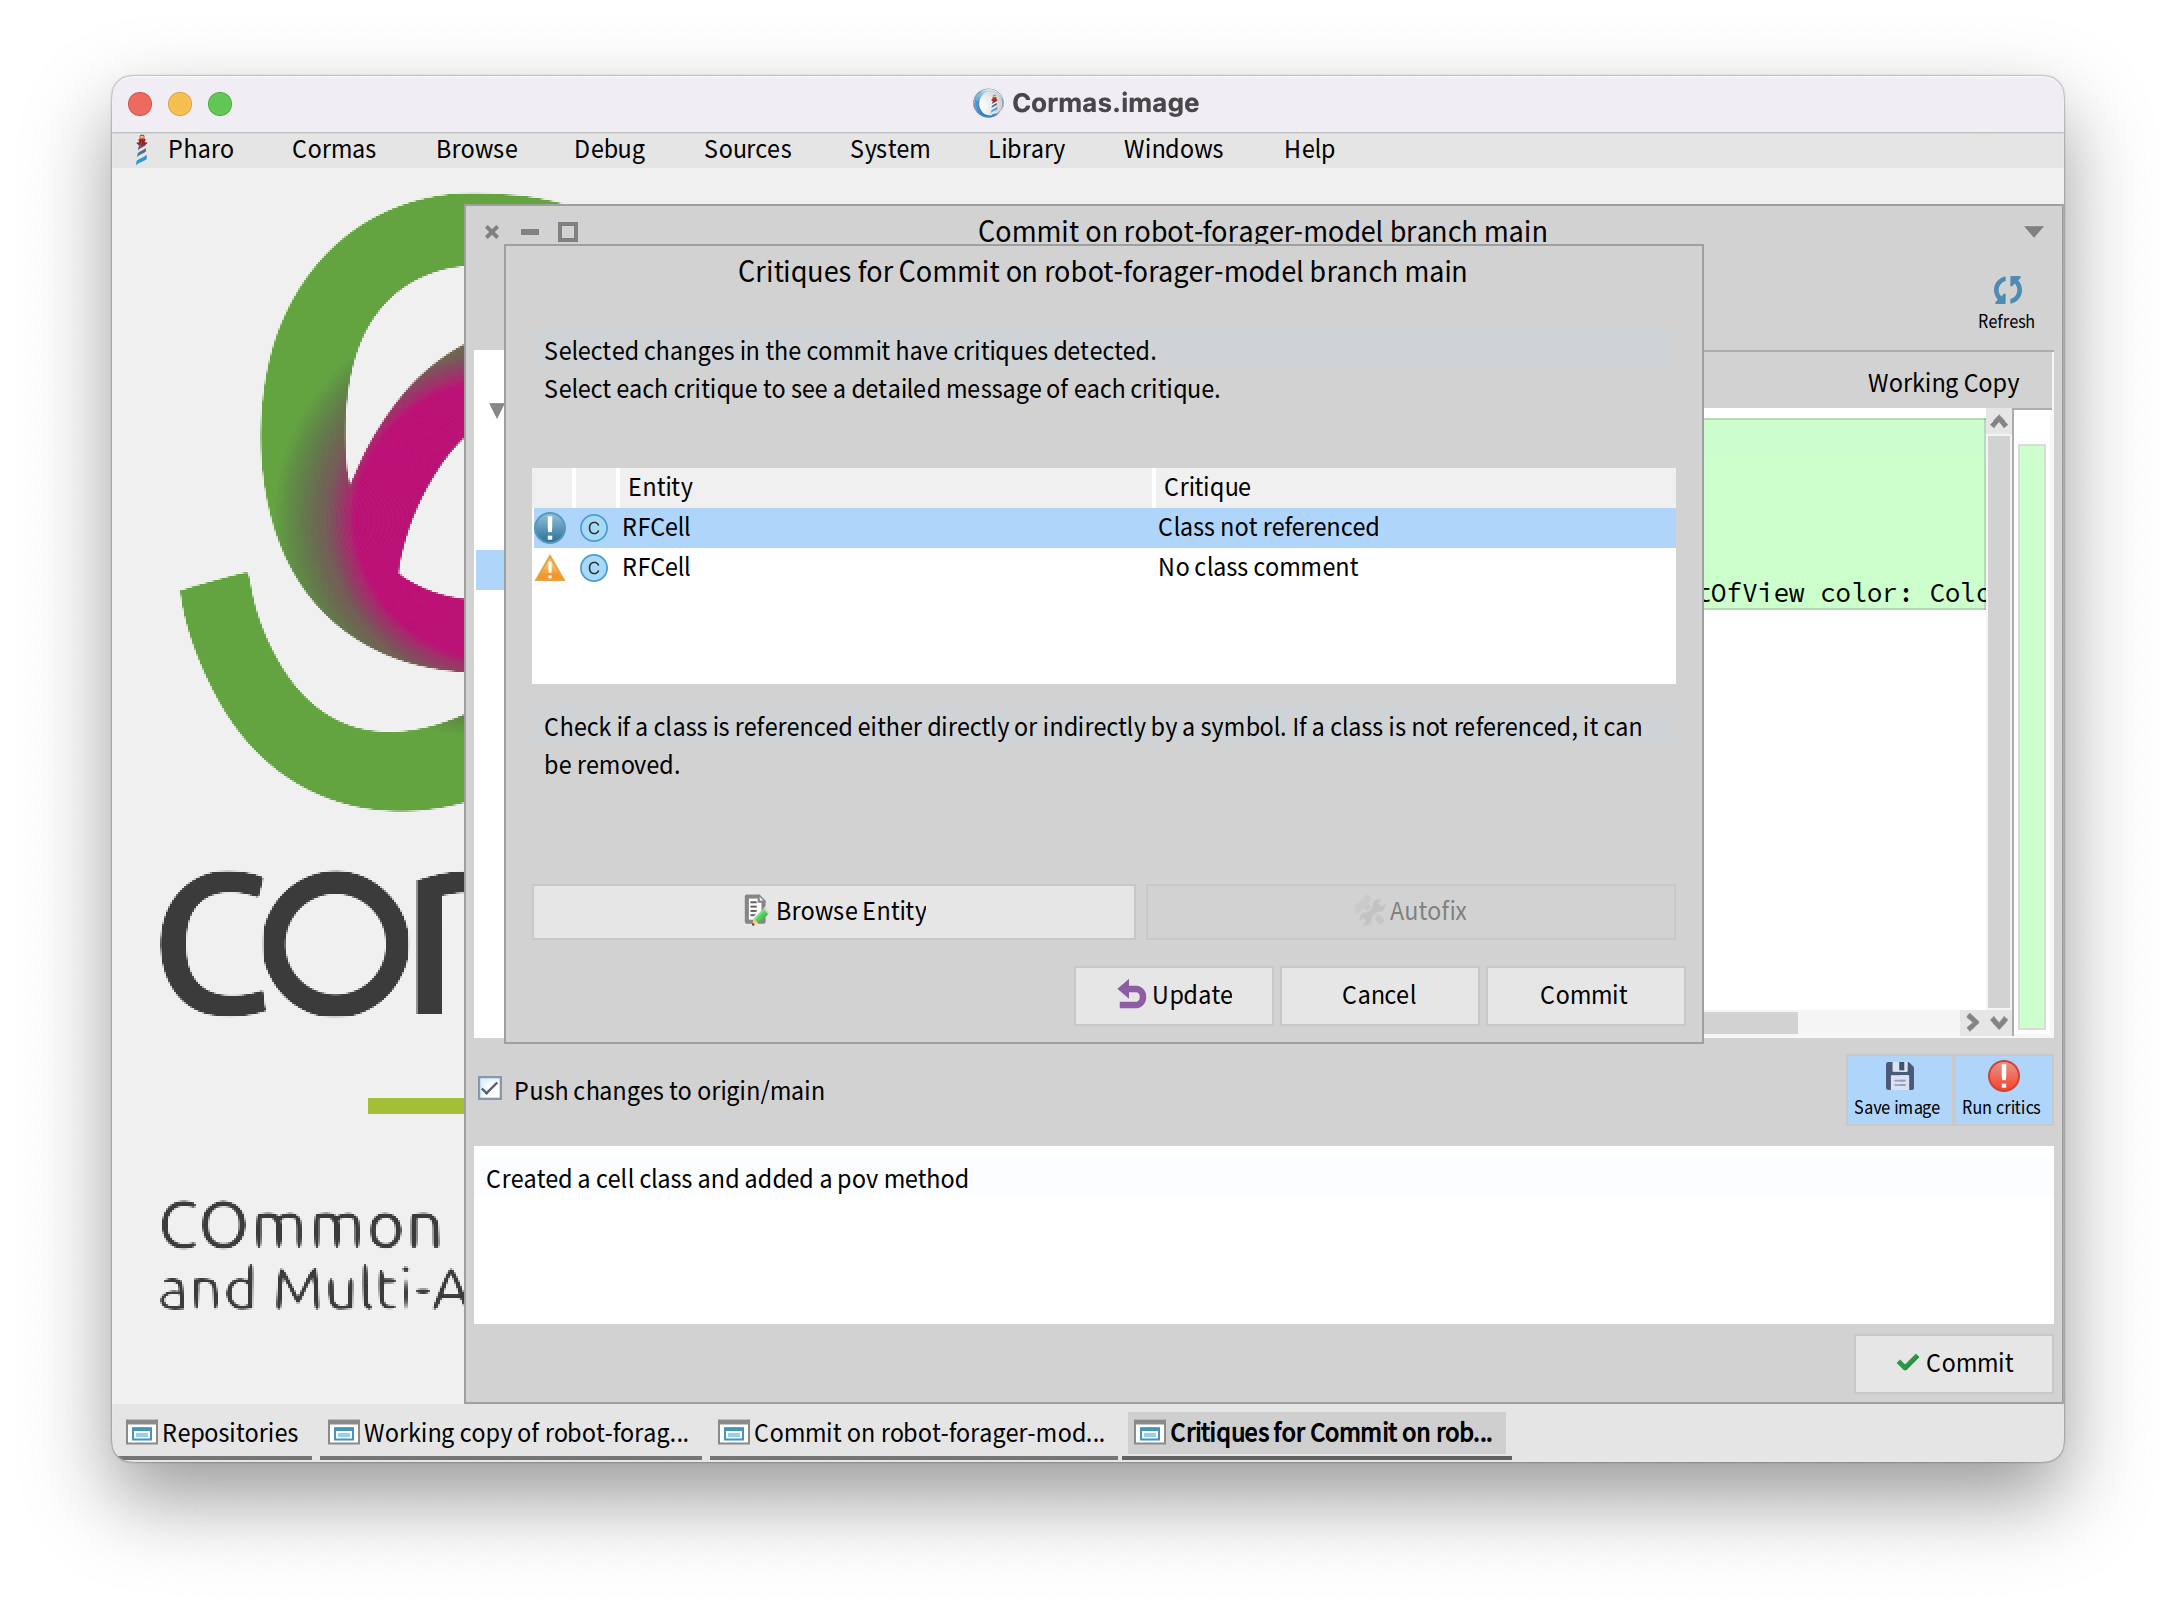 Cormas.image
Pharo Cormas Browse Debug Sources System Library Windows Help
Commit on robot-forager-model branch main
Critiques for Commit on robot-forager-model branch main
Refresh
Selected changes in the commit have critiques detected.
Select each critique to see a detailed message of each critique.
Working Copy
Entity Critique
RFCell Class not referenced
RFCell No class comment
tOfView color: Colo
Check if a class is referenced either directly or indirectly by a symbol. If a class is not referenced, it can
be removed.
Browse Entity Autofix
Update Cancel Commit
Push changes to origin/main
Save image Run critics
Created a cell class and added a pov method
COmmon
and Multi-A
Commit
Repositories Working copy of robot-forag... Commit on robot-forager-mod... Critiques for Commit on rob...